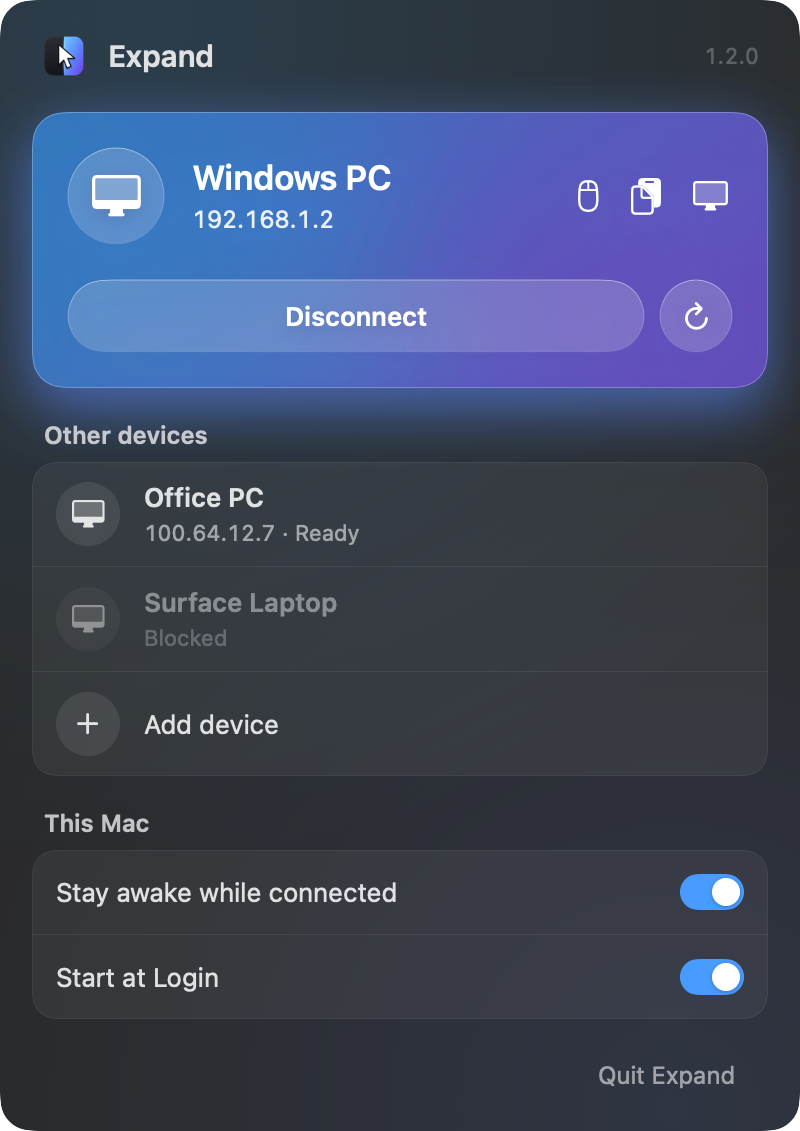 Expand
1.2.0
Windows PC
192.168.1.2
Disconnect
Other devices
Office PC
100.64.12.7 · Ready
Surface Laptop
Blocked
Add device
This Mac
Stay awake while connected
Start at Login
Quit Expand